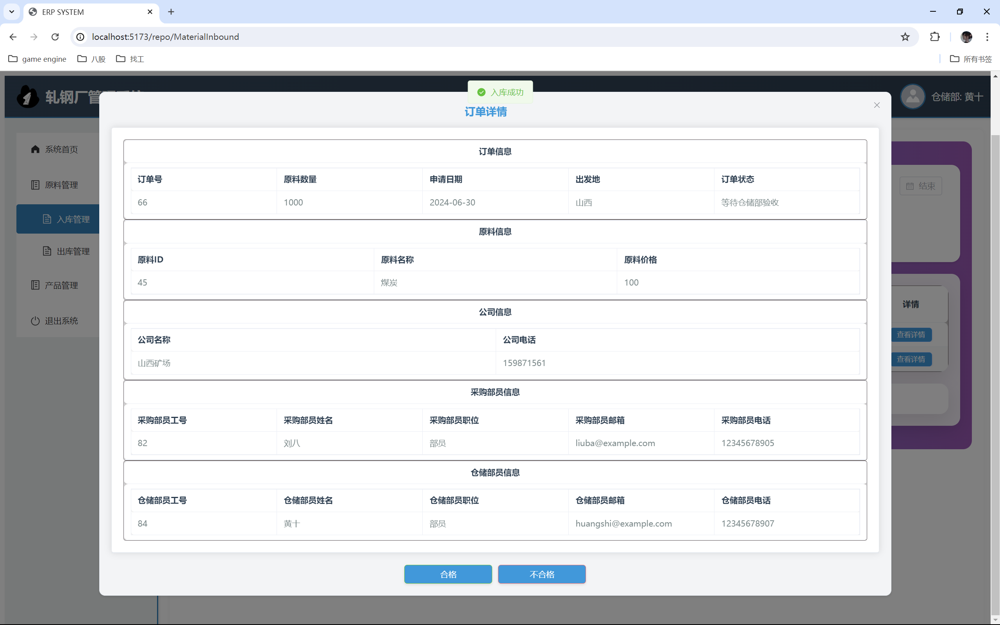 ERP SYSTEM
localhost:5173/repo/MaterialInbound
game engine
八股
找工
所有书签
轧钢厂管
入库成功
仓储部: 黄十
订单详情
系统首页
原料管理
入库管理
出库管理
产品管理
退出系统
订单信息
订单号 原料数量 申请日期 出发地 订单状态
66 1000 2024-06-30 山西 等待仓储部验收
原料信息
原料ID 原料名称 原料价格
45 煤炭 100
公司信息
公司名称 公司电话
山西矿场 159871561
采购部员信息
采购部员工号 采购部员姓名 采购部员职位 采购部员邮箱 采购部员电话
82 刘八 部员 liuba@example.com 12345678905
仓储部员信息
仓储部员工号 仓储部员姓名 仓储部员职位 仓储部员邮箱 仓储部员电话
84 黄十 部员 huangshi@example.com 12345678907
合格 不合格
结束
详情
查看详情
查看详情